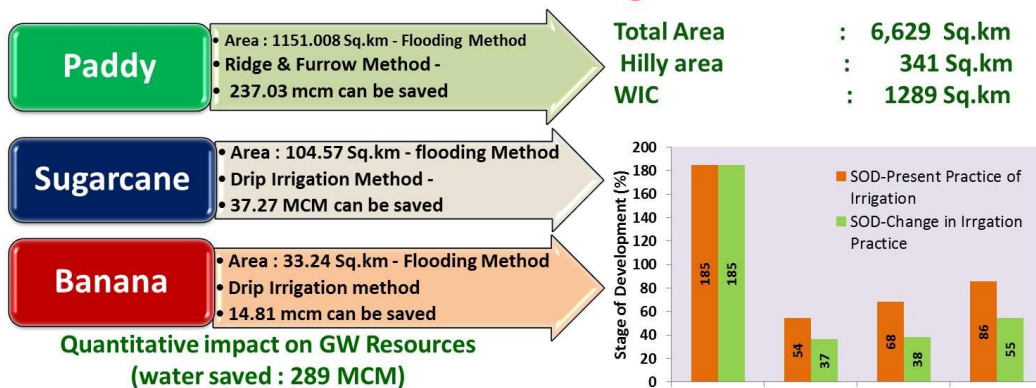 Paddy
• Area : 1151.008 Sq.km - Flooding Method
• Ridge & Furrow Method -
• 237.03 mcm can be saved
Sugarcane
• Area : 104.57 Sq.km - flooding Method
• Drip Irrigation Method -
• 37.27 MCM can be saved
Banana
• Area : 33.24 Sq.km - Flooding Method
• Drip Irrigation method
• 14.81 mcm can be saved
Quantitative impact on GW Resources
(water saved : 289 MCM)
Total Area : 6,629 Sq.km
Hilly area : 341 Sq.km
WIC : 1289 Sq.km
Stage of Development (%)
200
180
160
140
120
100
80
60
40
20
0
SOD-Present Practice of
Irrigation
SOD-Change in Irrgation
Practice
185
185
54
37
68
38
86
55